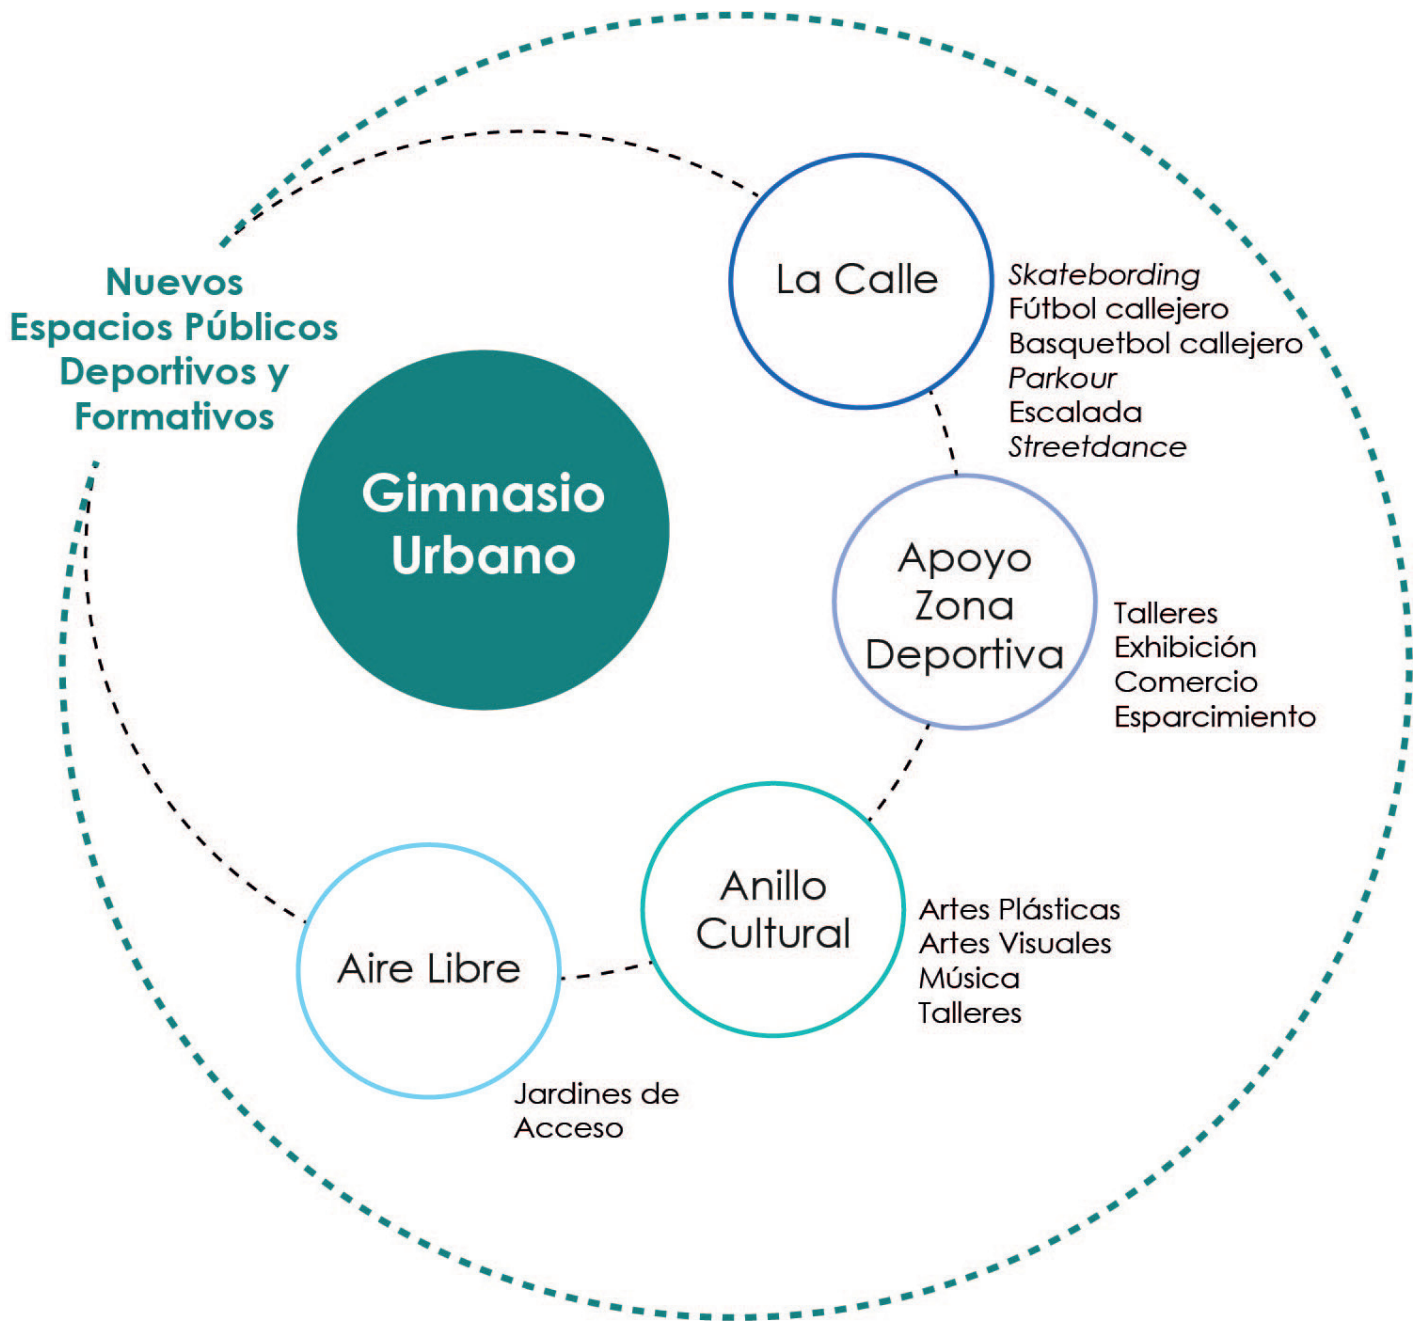 Nuevos
Espacios Públicos
Deportivos y
Formativos
Gimnasio
Urbano
La Calle
Skatebording
Fútbol callejero
Basquetbol callejero
Parkour
Escalada
Streetdance
Apoyo
Zona
Deportiva
Talleres
Exhibición
Comercio
Esparcimiento
Anillo
Cultural
Artes Plásticas
Artes Visuales
Música
Talleres
Aire Libre
Jardines de
Acceso